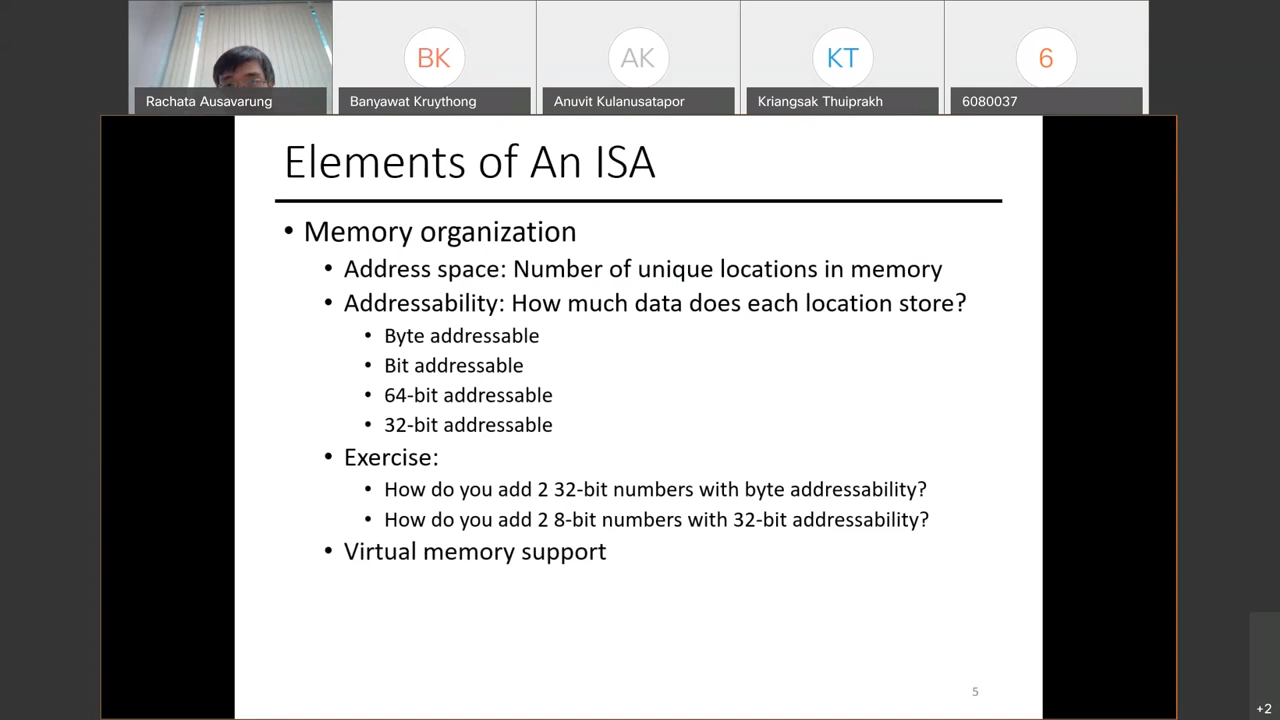 BK
AK
KT
6
Rachata Ausavarung
Banyawat Kruythong
Anuvit Kulanusatapor
Kriangsak Thuiprakh
6080037
Elements of An ISA
• Memory organization
• Address space: Number of unique locations in memory
• Addressability: How much data does each location store?
• Byte addressable
• Bit addressable
• 64-bit addressable
• 32-bit addressable
• Exercise:
• How do you add 2 32-bit numbers with byte addressability?
• How do you add 2 8-bit numbers with 32-bit addressability?
• Virtual memory support
5
+2